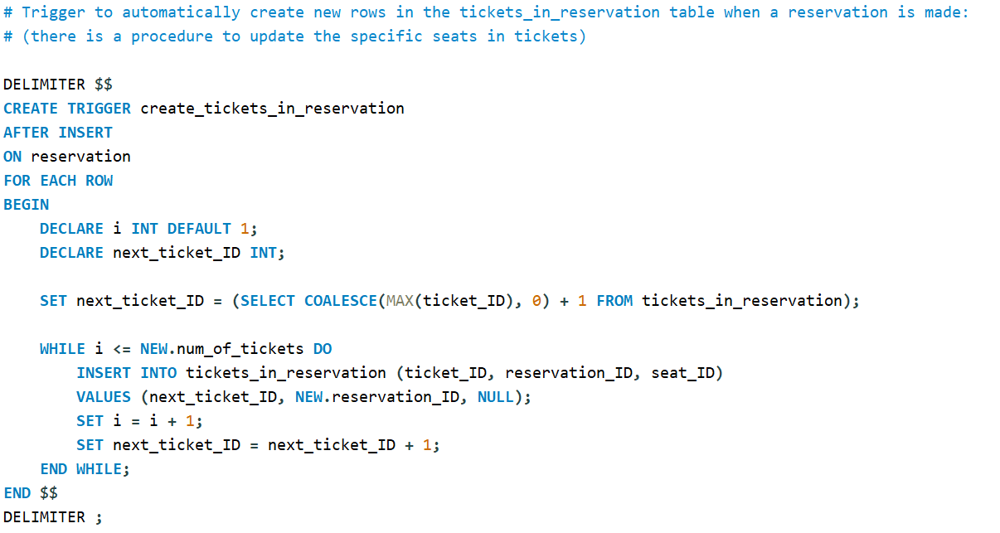 # Trigger to automatically create new rows in the tickets_in_reservation table when a reservation is made:
# (there is a procedure to update the specific seats in tickets)

DELIMITER $$
CREATE TRIGGER create_tickets_in_reservation
AFTER INSERT
ON reservation
FOR EACH ROW
BEGIN
    DECLARE i INT DEFAULT 1;
    DECLARE next_ticket_ID INT;

    SET next_ticket_ID = (SELECT COALESCE(MAX(ticket_ID), 0) + 1 FROM tickets_in_reservation);

    WHILE i <= NEW.num_of_tickets DO
        INSERT INTO tickets_in_reservation (ticket_ID, reservation_ID, seat_ID)
        VALUES (next_ticket_ID, NEW.reservation_ID, NULL);
        SET i = i + 1;
        SET next_ticket_ID = next_ticket_ID + 1;
    END WHILE;
END $$
DELIMITER ;